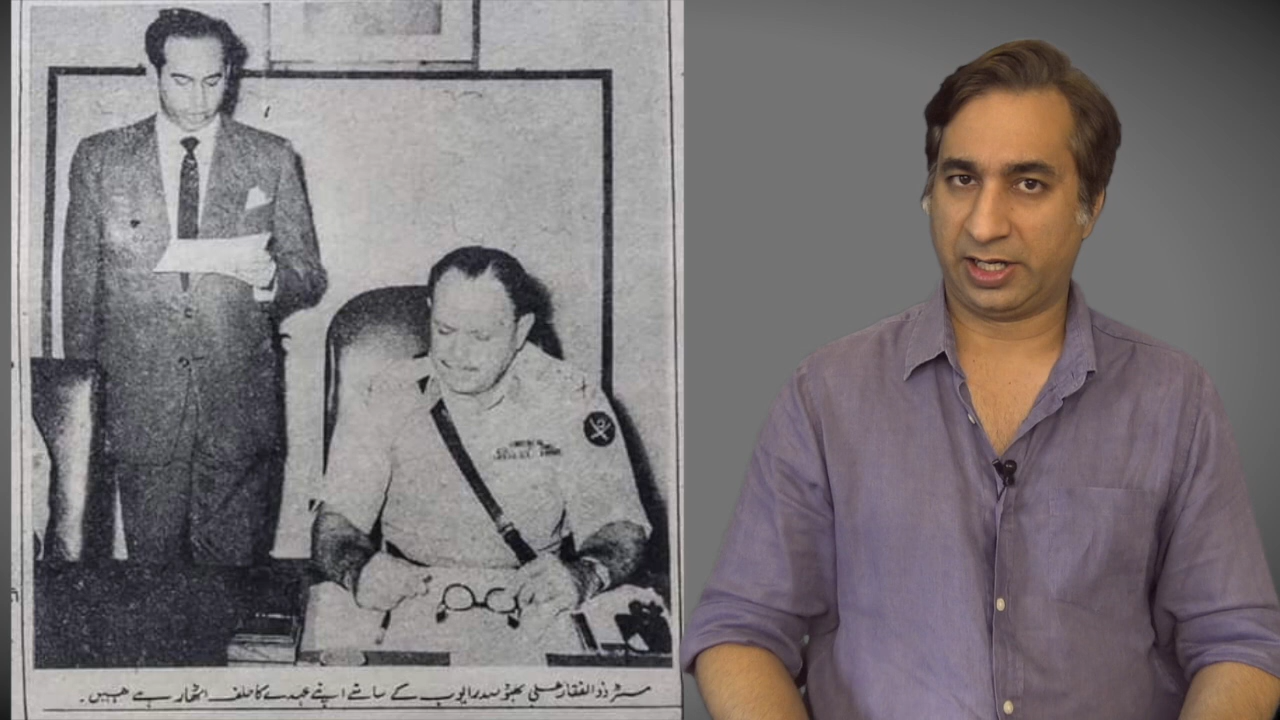 مسٹر ذوالفقار علی بھٹو صدر ایوب کے سامنے اپنے عہدے کا حلف اٹھا رہے ہیں۔